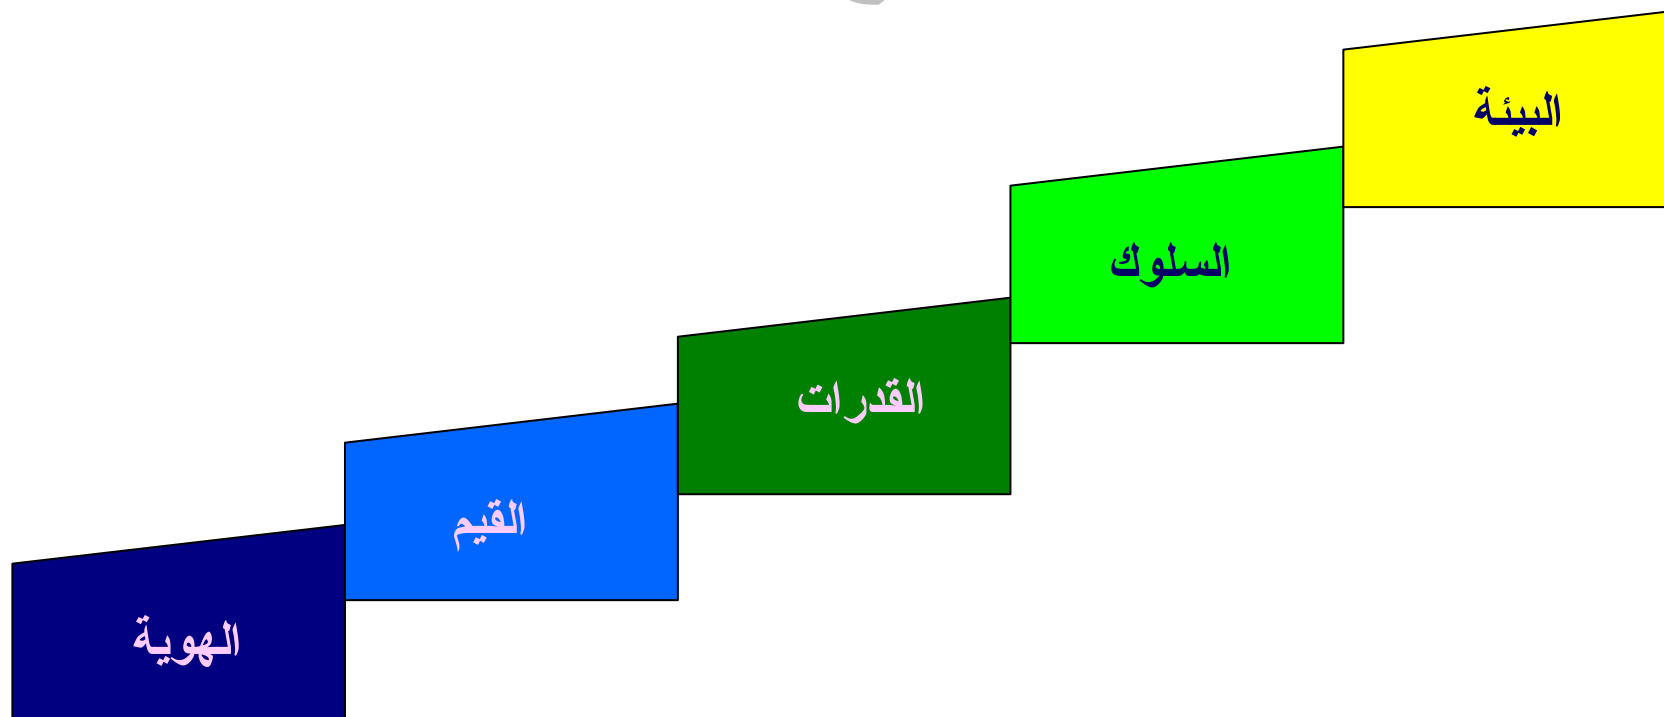 البيئة
السلوك
القدرات
القيم
الهوية